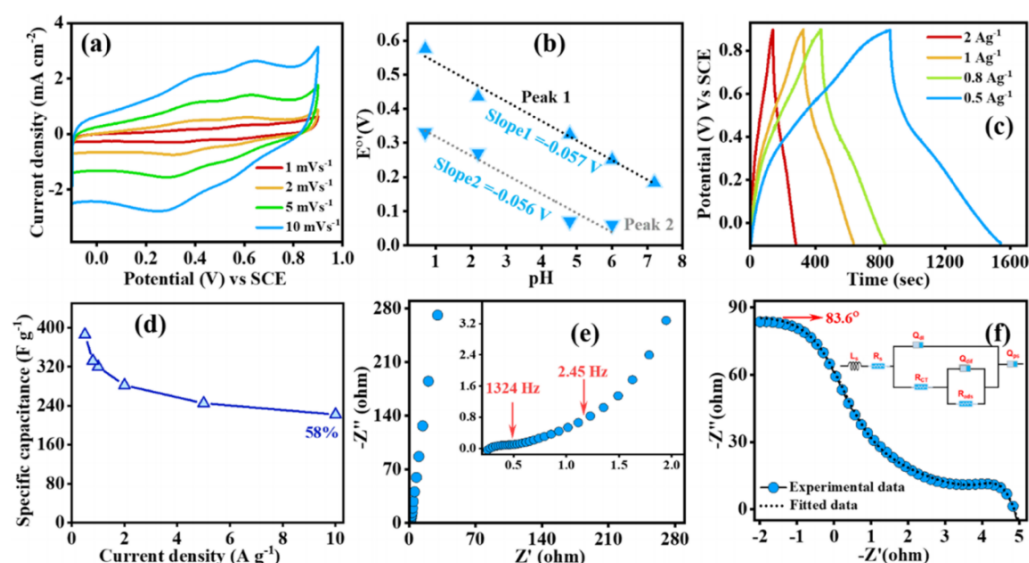 (a)
Current density (mA cm-2)
4
2
0
-2
1 mVs-1
2 mVs-1
5 mVs-1
10 mVs-1
0.0 0.2 0.4 0.6 0.8 1.0
Potential (V) vs SCE
(b)
E0''(V)
0.6
0.5
0.4
0.3
0.2
0.1
0.0
Peak 1
Slope1 =-0.057 V
Slope2 =-0.056 V
Peak 2
0 1 2 3 4 5 6 7 8
pH
(c)
Potential (V) Vs SCE
0.8
0.4
0.0
2 Ag-1
1 Ag-1
0.8 Ag-1
0.5 Ag-1
0 400 800 1200 1600
Time (sec)
(d)
Specific capacitance (F g-1)
400
320
240
160
80
0
58%
0 2 4 6 8 10
Current density (A g-1)
(e)
-Z"(ohm)
280
210
140
70
0
3.2
2.4
1.6
0.8
0.0
1324 Hz
2.45 Hz
0.5 1.0 1.5 2.0
0 70 140 210 280
Z' (ohm)
(f)
-Z"(ohm)
90
60
30
0
83.6O
RCT
Experimental data
Fitted data
-2 -1 0 1 2 3 4 5
-Z'(ohm)